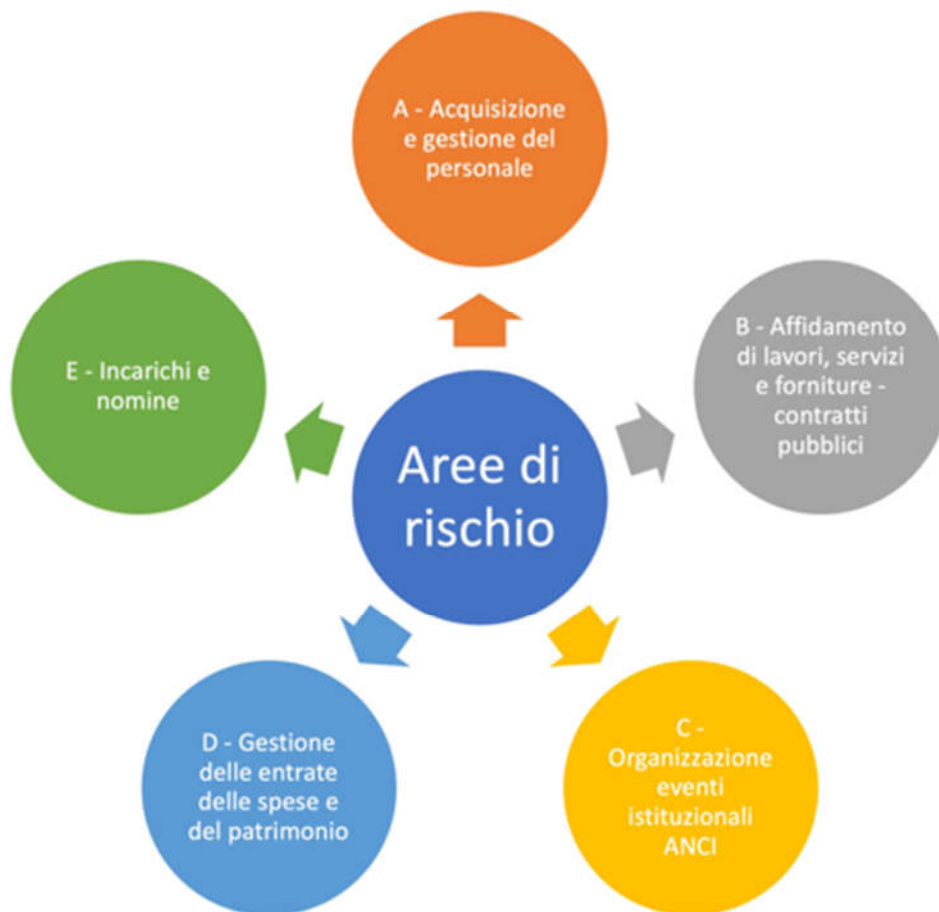 A - Acquisizione
e gestione del
personale
B - Affidamento
di lavori, servizi
e forniture -
contratti
pubblici
E - Incarichi e
nomine
Aree di
rischio
C -
Organizzazione
eventi
istituzionali
ANCI
D - Gestione
delle entrate
delle spese e
del patrimonio